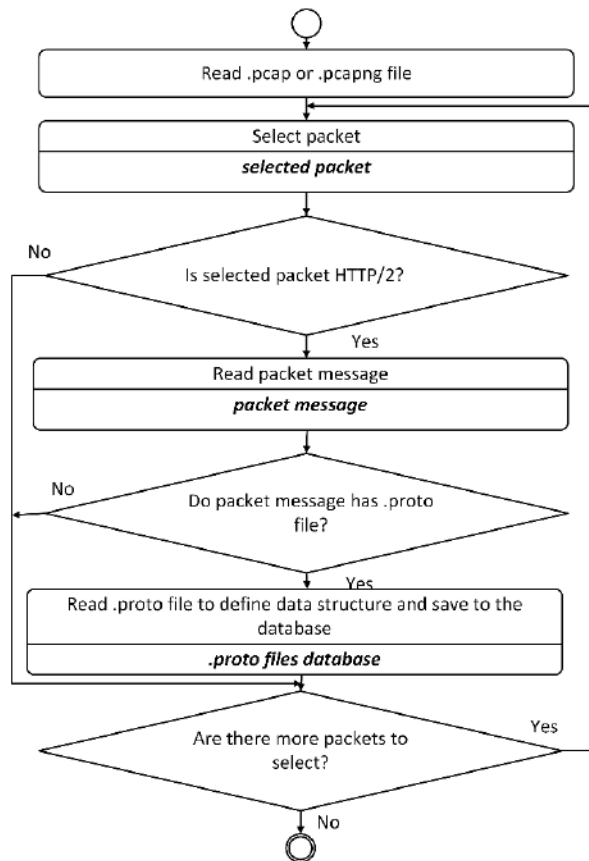 Read .pcap or .pcapng file
Select packet
selected packet
No
Is selected packet HTTP/2?
Yes
Read packet message
packet message
No
Do packet message has .proto
file?
Yes
Read .proto file to define data structure and save to the
database
.proto files database
Are there more packets to
select?
Yes
No